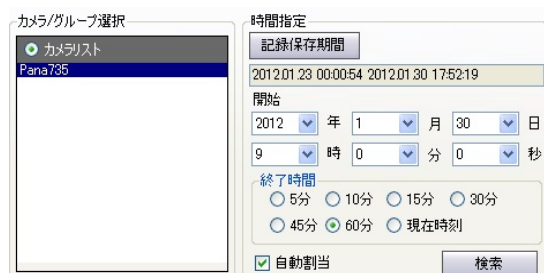 カメラ/グループ選択
カメラリスト
Pana735
時間指定
記録保存期間
2012.01.23 00:00:54 2012.01.30 17:52:19
開始
2012 年 1 月 30 日
9 時 0 分 0 秒
終了時間
5分 10分 15分 30分
45分 60分 現在時刻
自動割当 検索